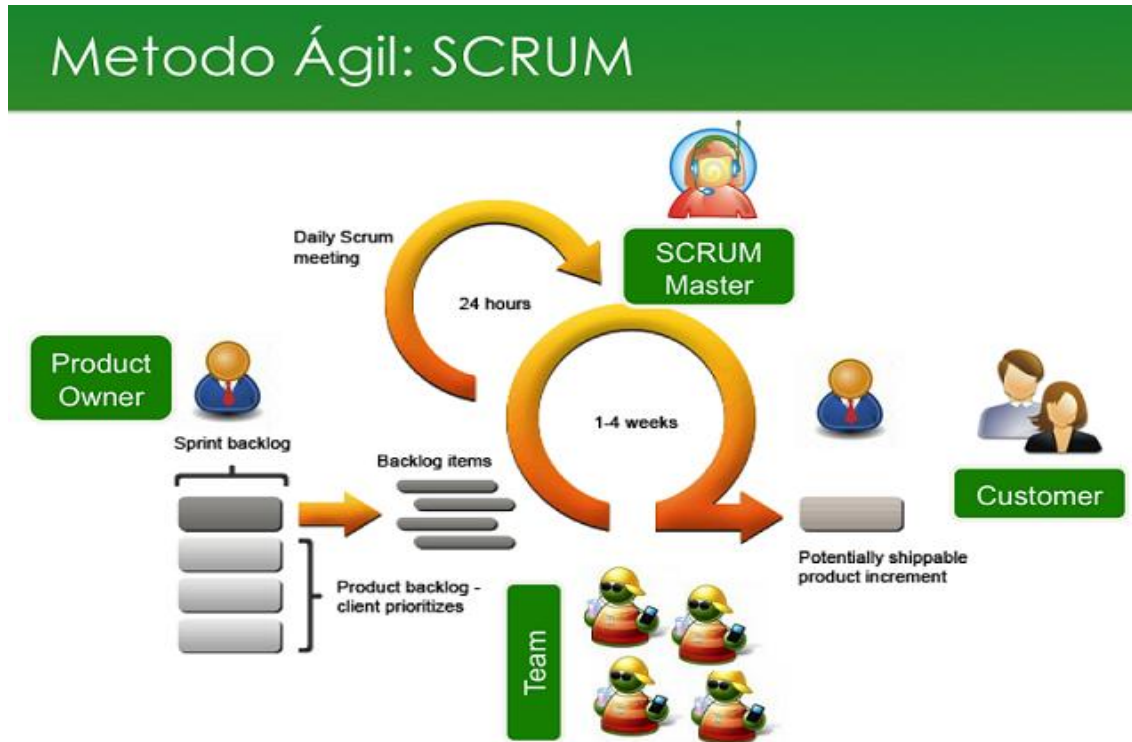 Metodo Ágil: SCRUM
Daily Scrum
meeting
24 hours
SCRUM
Master
Product
Owner
1-4 weeks
Sprint backlog
Backlog items
Customer
Product backlog -
client prioritizes
Potentially shippable
product increment
Team